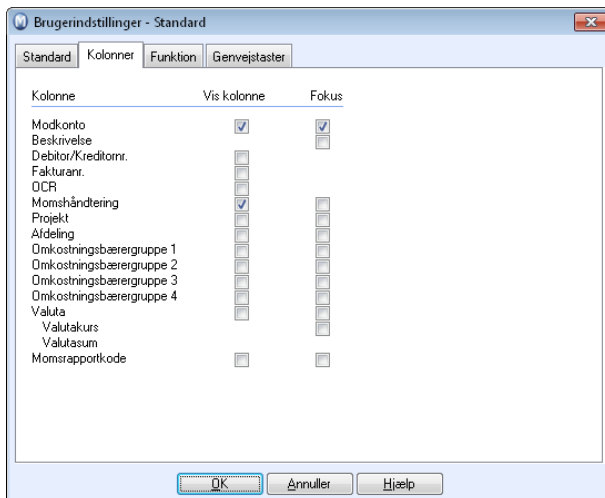 Brugerindstillinger - Standard
Standard Kolonner Funktion Genvejstaster
Kolonne Vis kolonne Fokus
Modkonto
Beskrivelse
Debitor/Kreditornr.
Fakturanr.
OCR
Momshåndtering
Projekt
Afdeling
Omkostningsbærergruppe 1
Omkostningsbærergruppe 2
Omkostningsbærergruppe 3
Omkostningsbærergruppe 4
Valuta
Valutakurs
Valutasum
Momsrapportkode
OK Annuller Hjælp